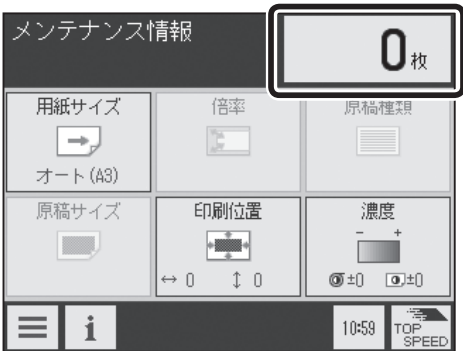 メンテナンス情報
0枚
用紙サイズ
オート(A3)
倍率
原稿種類
原稿サイズ
印刷位置
↔ 0 ↕ 0
濃度
- +
±0 ±0
i
10:59
TOP
SPEED